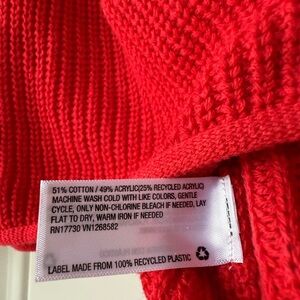 51% COTTON / 49% ACRYLIC(25% RECYCLED ACRYLIC)
MACHINE WASH COLD WITH LIKE COLORS, GENTLE
CYCLE, ONLY NON-CHLORINE BLEACH IF NEEDED, LAY
FLAT TO DRY, WARM IRON IF NEEDED
RN17730 VN1268582
LABEL MADE FROM 100% RECYCLED PLASTIC